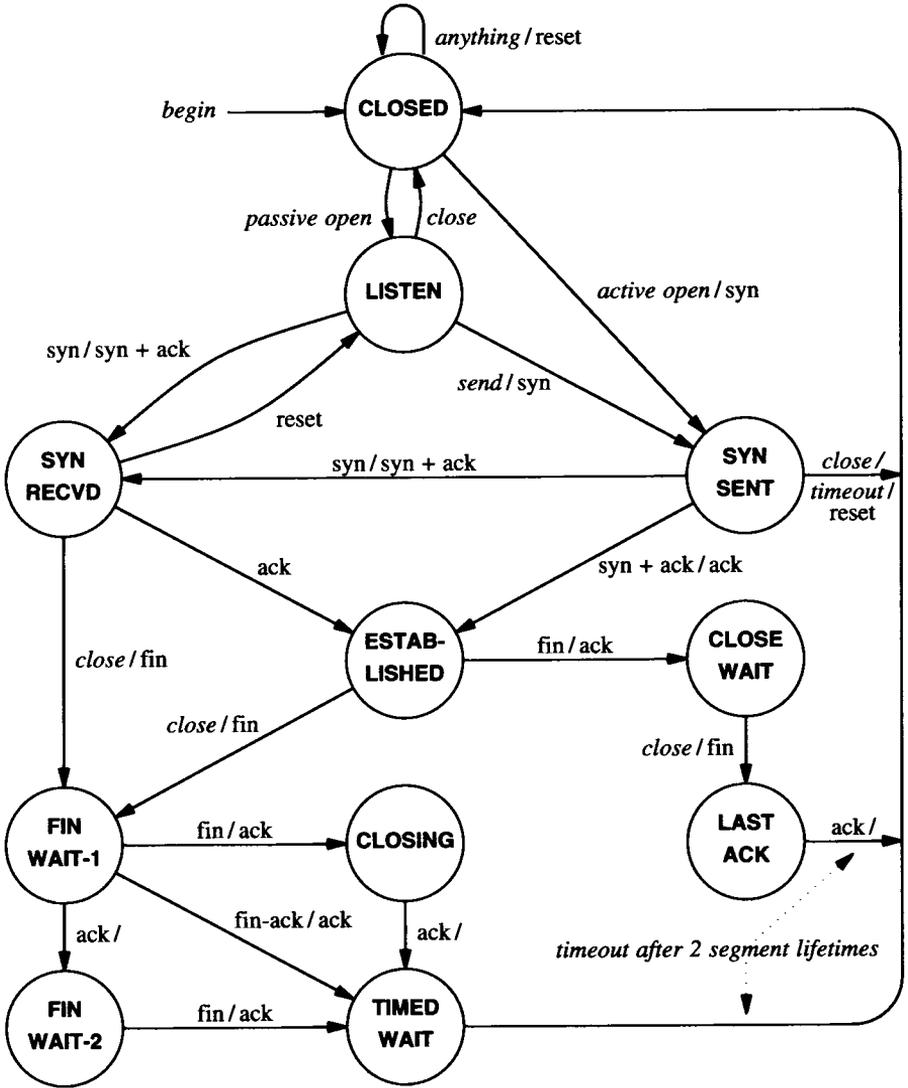 anything / reset
begin
CLOSED
passive open
close
LISTEN
active open / syn
syn / syn + ack
send / syn
reset
SYN
RECVD
syn / syn + ack
SYN
SENT
close /
timeout /
reset
ack
syn + ack / ack
ESTAB-
LISHED
fin / ack
CLOSE
WAIT
close / fin
close / fin
close / fin
FIN
WAIT-1
fin / ack
CLOSING
LAST
ACK
ack /
ack /
fin-ack / ack
ack /
timeout after 2 segment lifetimes
FIN
WAIT-2
fin / ack
TIMED
WAIT